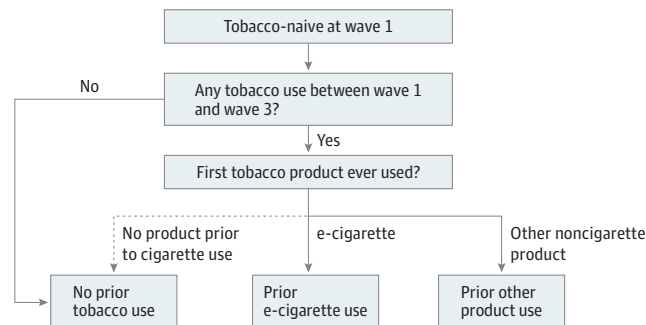 Tobacco-naive at wave 1
No
Any tobacco use between wave 1
and wave 3?
Yes
First tobacco product ever used?
No product prior
to cigarette use
e-cigarette
Other noncigarette
product
No prior
tobacco use
Prior
e-cigarette use
Prior other
product use